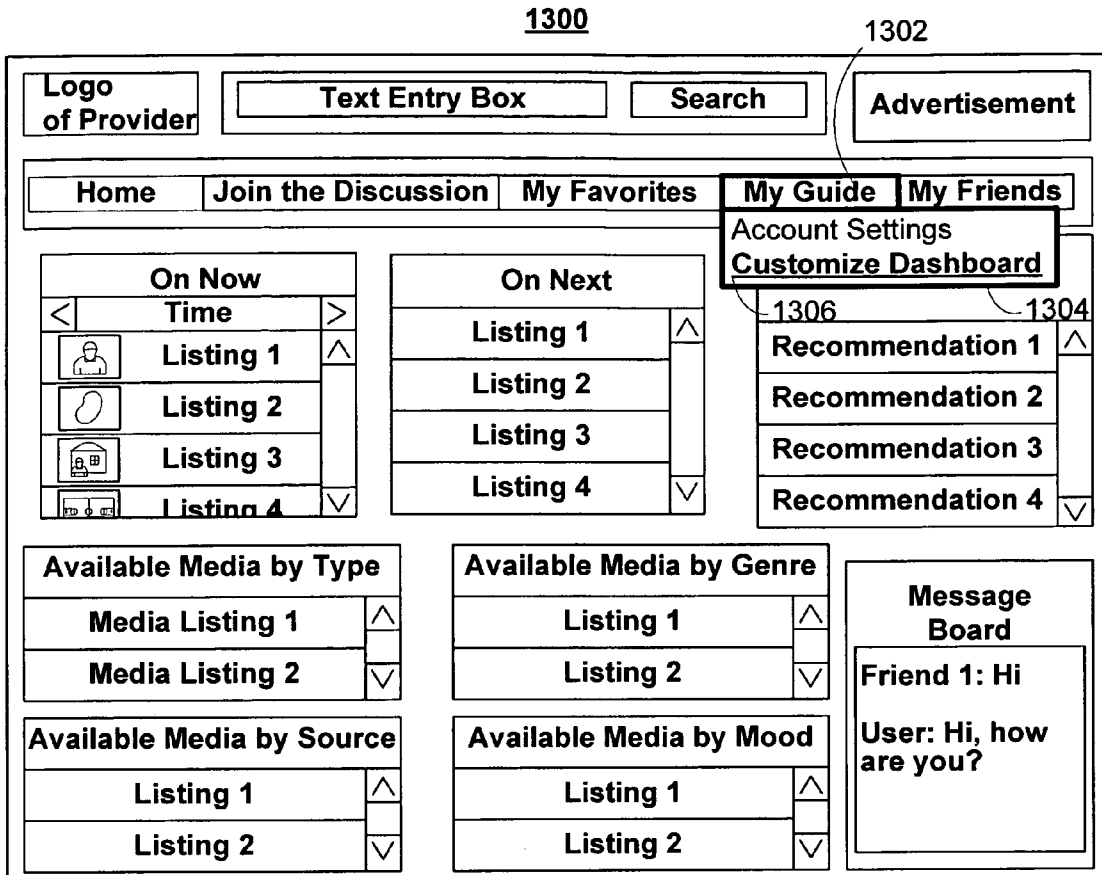 1300
1302
Logo
of Provider
Text Entry Box
Search
Advertisement
Home
Join the Discussion
My Favorites
My Guide
My Friends
Account Settings
Customize Dashboard
1306
1304
On Now
< Time >
Listing 1
Listing 2
Listing 3
Listing 4
On Next
Listing 1
Listing 2
Listing 3
Listing 4
Recommendation 1
Recommendation 2
Recommendation 3
Recommendation 4
Available Media by Type
Media Listing 1
Media Listing 2
Available Media by Genre
Listing 1
Listing 2
Available Media by Source
Listing 1
Listing 2
Available Media by Mood
Listing 1
Listing 2
Message
Board
Friend 1: Hi
User: Hi, how
are you?